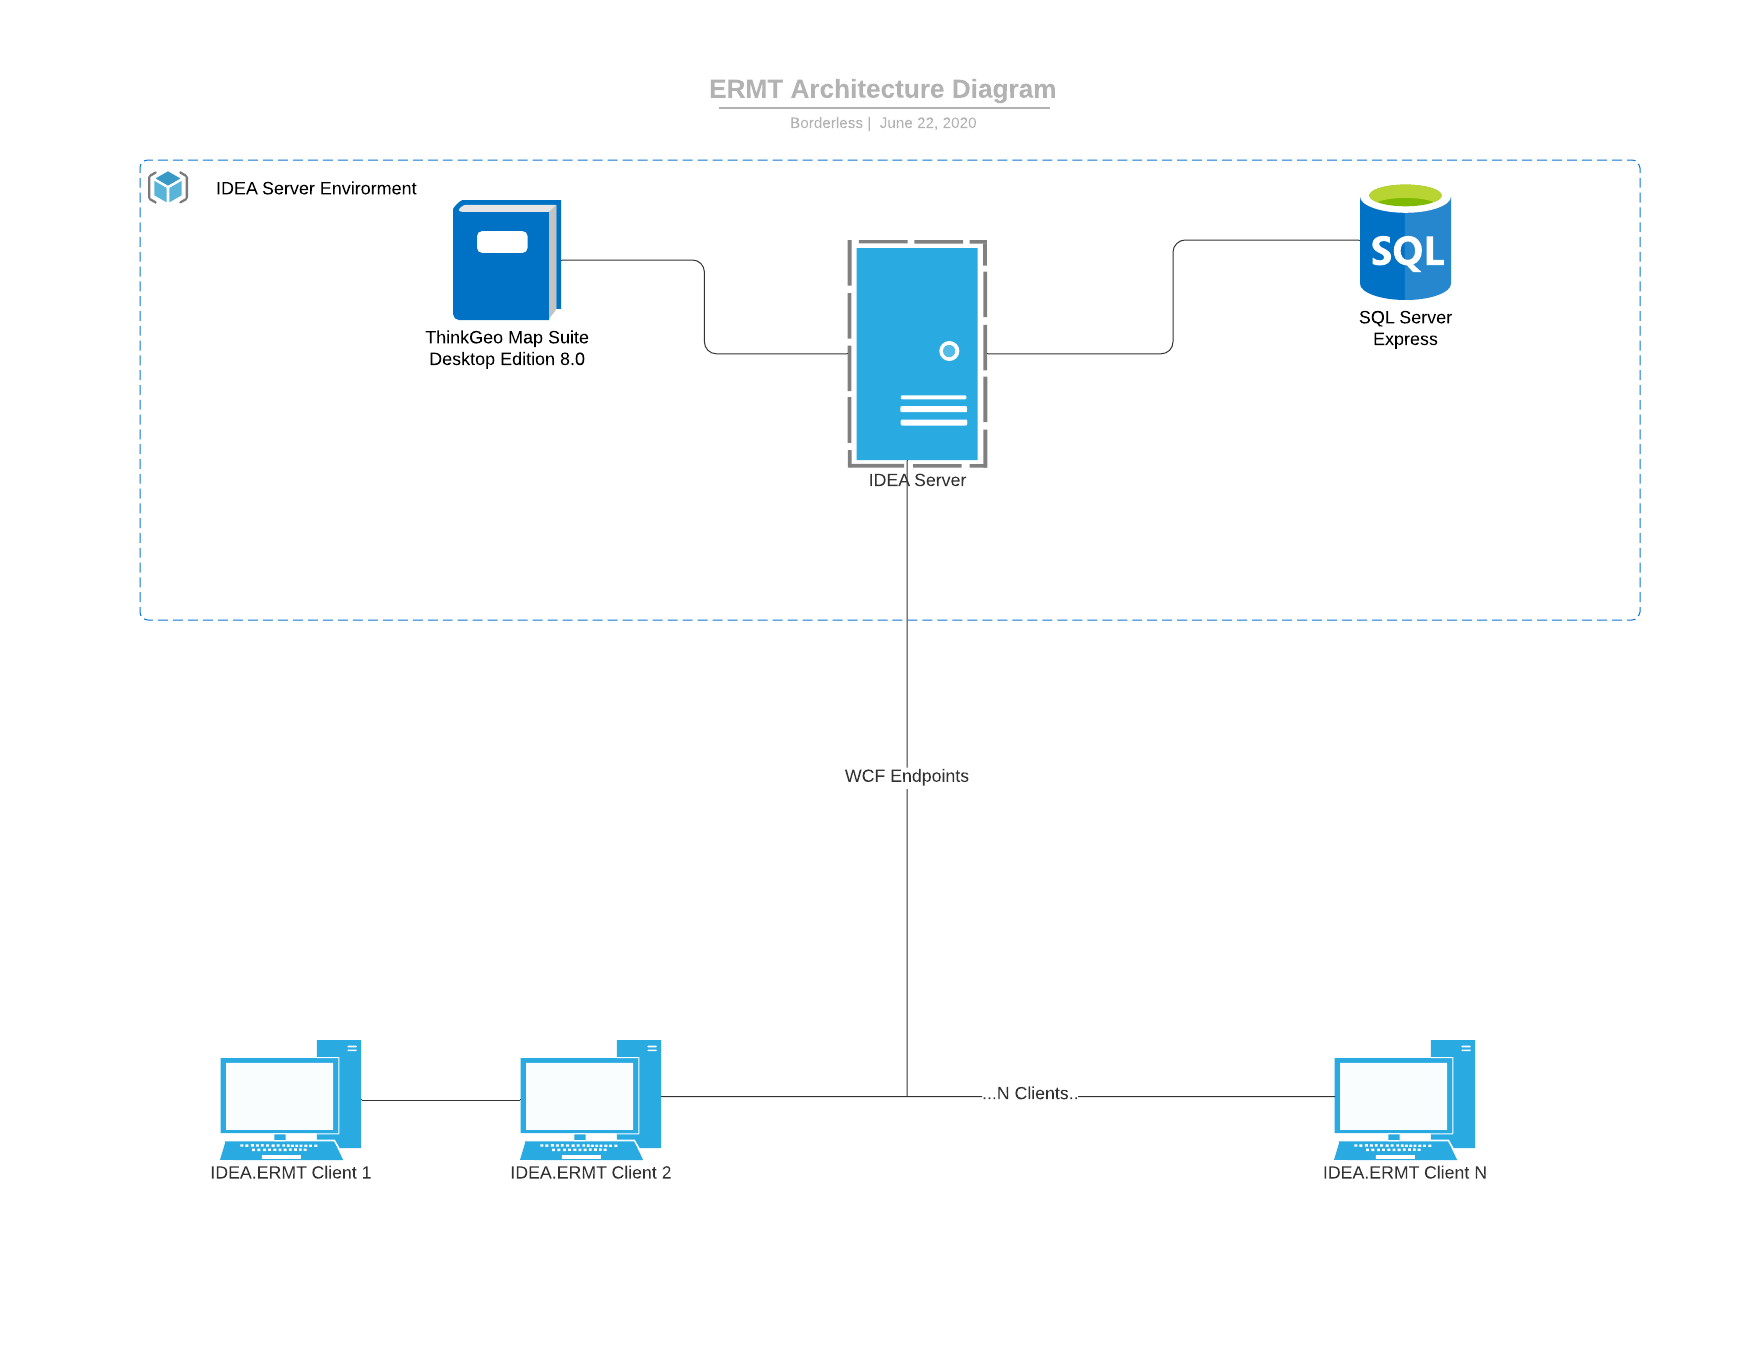 ERMT Architecture Diagram
Borderless | June 22, 2020
IDEA Server Envirorment
SQL
ThinkGeo Map Suite
Desktop Edition 8.0
SQL Server
Express
IDEA Server
WCF Endpoints
...N Clients..
IDEA.ERMT Client 1
IDEA.ERMT Client 2
IDEA.ERMT Client N